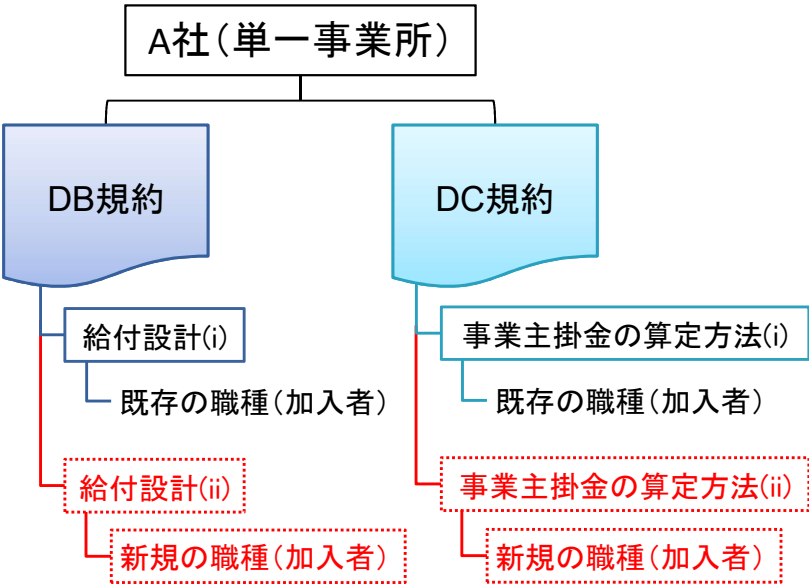 A社(単一事業所)
DB規約
給付設計(i)
既存の職種(加入者)
給付設計(ii)
新規の職種(加入者)
DC規約
事業主掛金の算定方法(i)
既存の職種(加入者)
事業主掛金の算定方法(ii)
新規の職種(加入者)